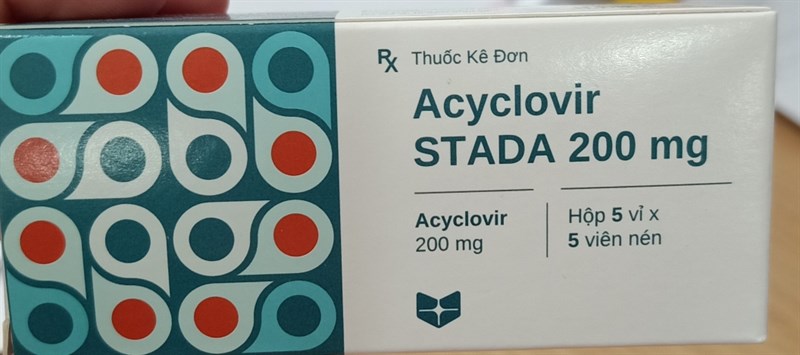 Rx Thuốc Kê Đơn
Acyclovir
STADA 200 mg
Acyclovir
200 mg
Hộp 5 vỉ x
5 viên nén